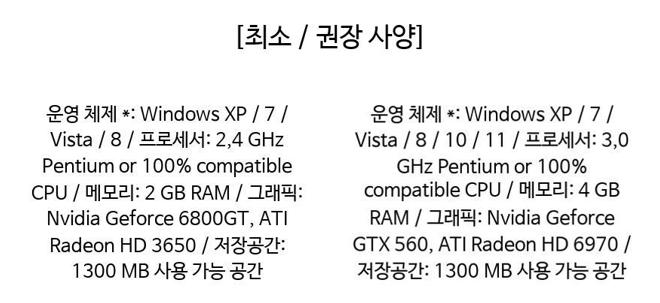 [최소 / 권장 사양]
운영 체제 *: Windows XP / 7 /
Vista / 8 / 프로세서: 2,4 GHz
Pentium or 100% compatible
CPU / 메모리: 2 GB RAM / 그래픽:
Nvidia Geforce 6800GT, ATI
Radeon HD 3650 / 저장공간:
1300 MB 사용 가능 공간
운영 체제 *: Windows XP / 7 /
Vista / 8 / 10 / 11 / 프로세서: 3,0
GHz Pentium or 100%
compatible CPU / 메모리: 4 GB
RAM / 그래픽: Nvidia Geforce
GTX 560, ATI Radeon HD 6970 /
저장공간: 1300 MB 사용 가능 공간